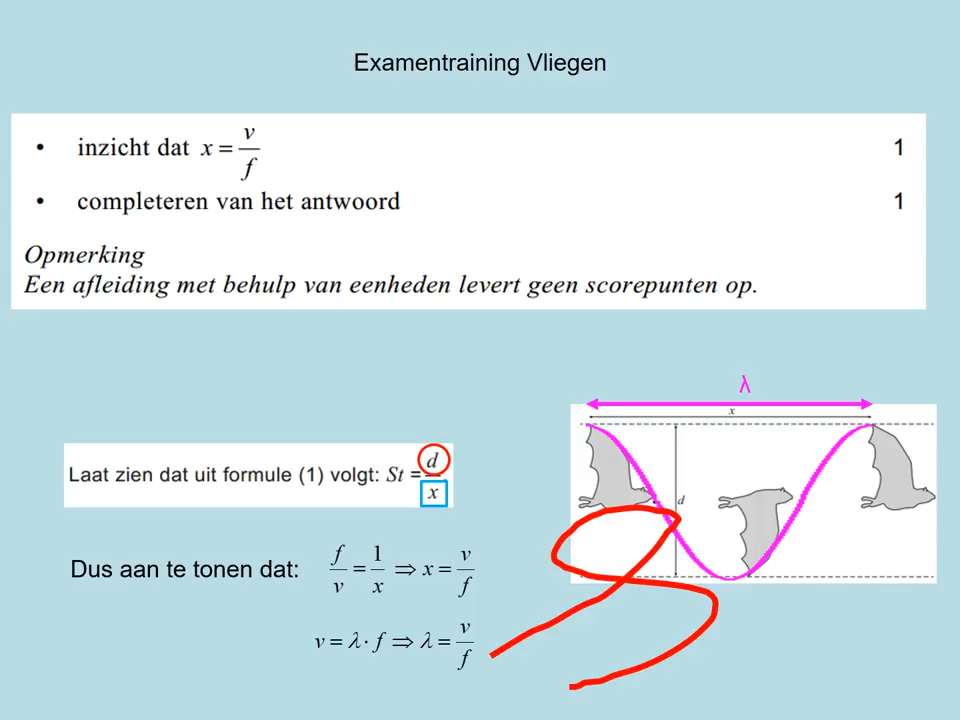 Examentraining Vliegen
• inzicht dat x = v/f 1
• completeren van het antwoord 1
Opmerking
Een afleiding met behulp van eenheden levert geen scorepunten op.
λ
x
d
Laat zien dat uit formule (1) volgt: St = d/x
Dus aan te tonen dat: f/v = 1/x ⇒ x = v/f
v = λ · f ⇒ λ = v/f